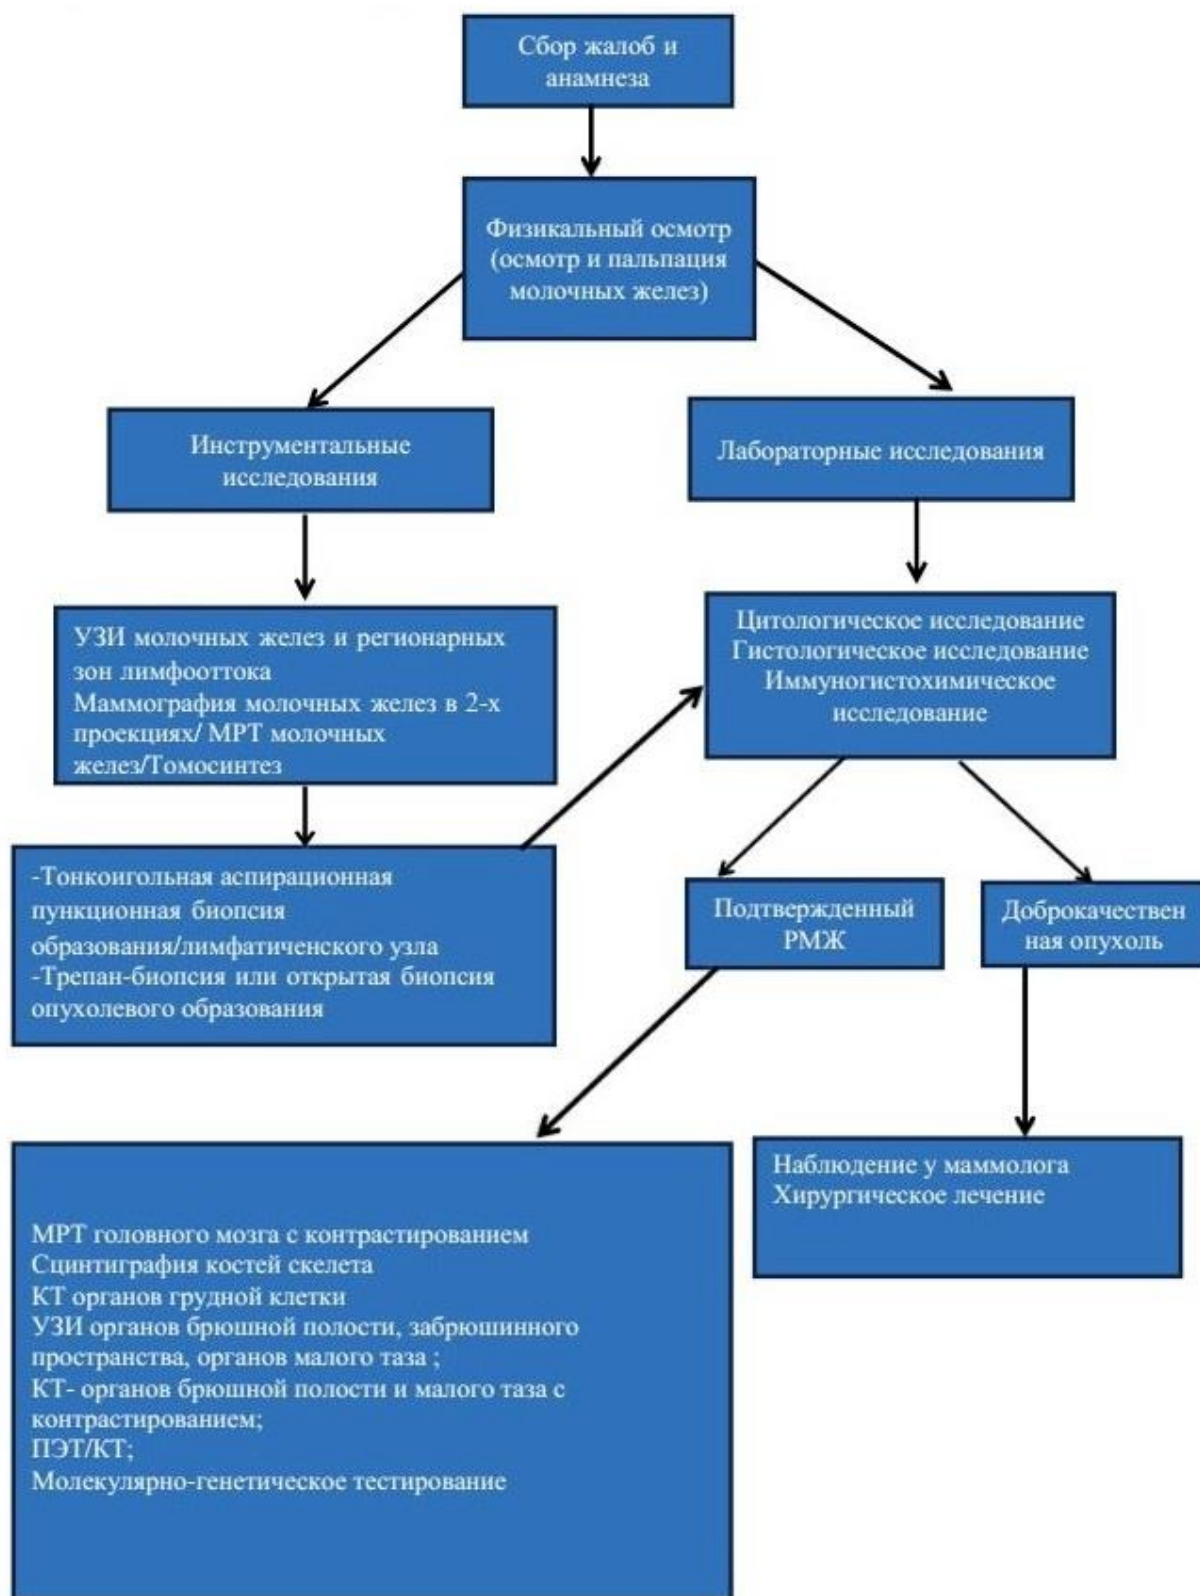 Сбор жалоб и
анамнеза
Физикальный осмотр
(осмотр и пальпация
молочных желез)
Инструментальные
исследования
Лабораторные исследования
УЗИ молочных желез и регионарных
зон лимфооттока
Маммография молочных желез в 2-х
проекциях/ МРТ молочных
желез/Томосинтез
Цитологическое исследование
Гистологическое исследование
Иммуногистохимическое
исследование
-Тонкоигольная аспирационная
пункционная биопсия
образования/лимфатиченского узла
-Трепан-биопсия или открытая биопсия
опухолевого образования
Подтвержденный
РМЖ
Доброкачествен
ная опухоль
МРТ головного мозга с контрастированием
Сцинтиграфия костей скелета
КТ органов грудной клетки
УЗИ органов брюшной полости, забрюшинного
пространства, органов малого таза ;
КТ- органов брюшной полости и малого таза с
контрастированием;
ПЭТ/КТ;
Молекулярно-генетическое тестирование
Наблюдение у маммолога
Хирургическое лечение